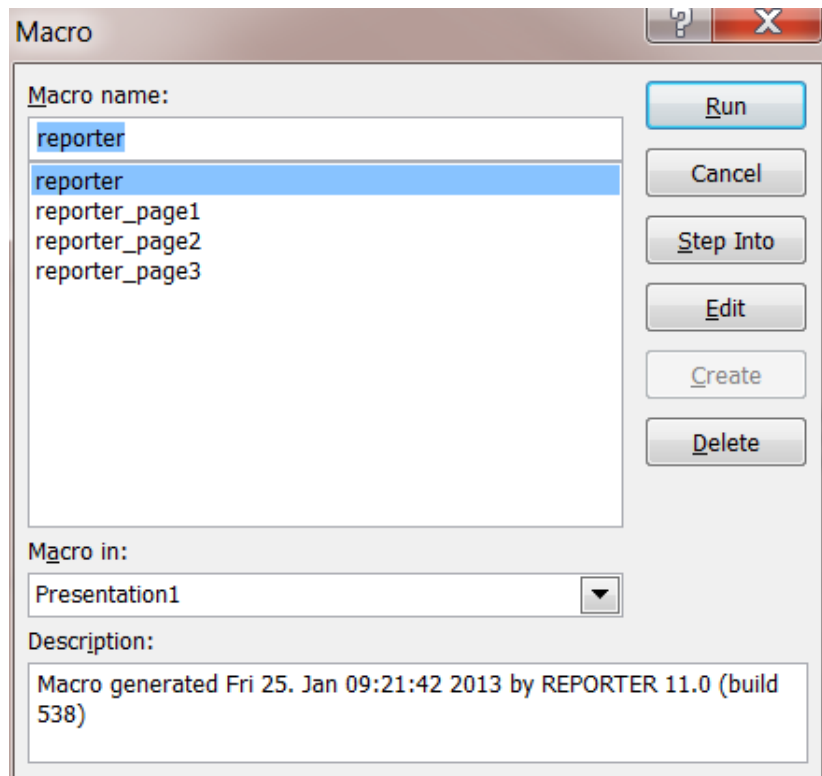 Macro
?
X
Macro name:
reporter
reporter
reporter_page1
reporter_page2
reporter_page3
Run
Cancel
Step Into
Edit
Create
Delete
Macro in:
Presentation1
Description:
Macro generated Fri 25. Jan 09:21:42 2013 by REPORTER 11.0 (build
538)